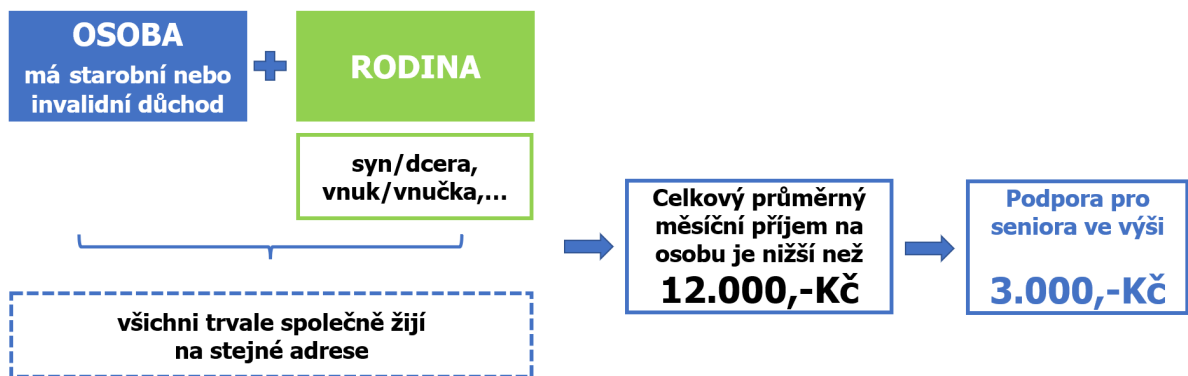 OSOBA
má starobní nebo
invalidní důchod
RODINA
syn/dcera,
vnuk/vnučka,...
všichni trvale společně žijí
na stejné adrese
Celkový průměrný
měsíční příjem na
osobu je nižší než
12.000,-Kč
Podpora pro
seniora ve výši
3.000,-Kč